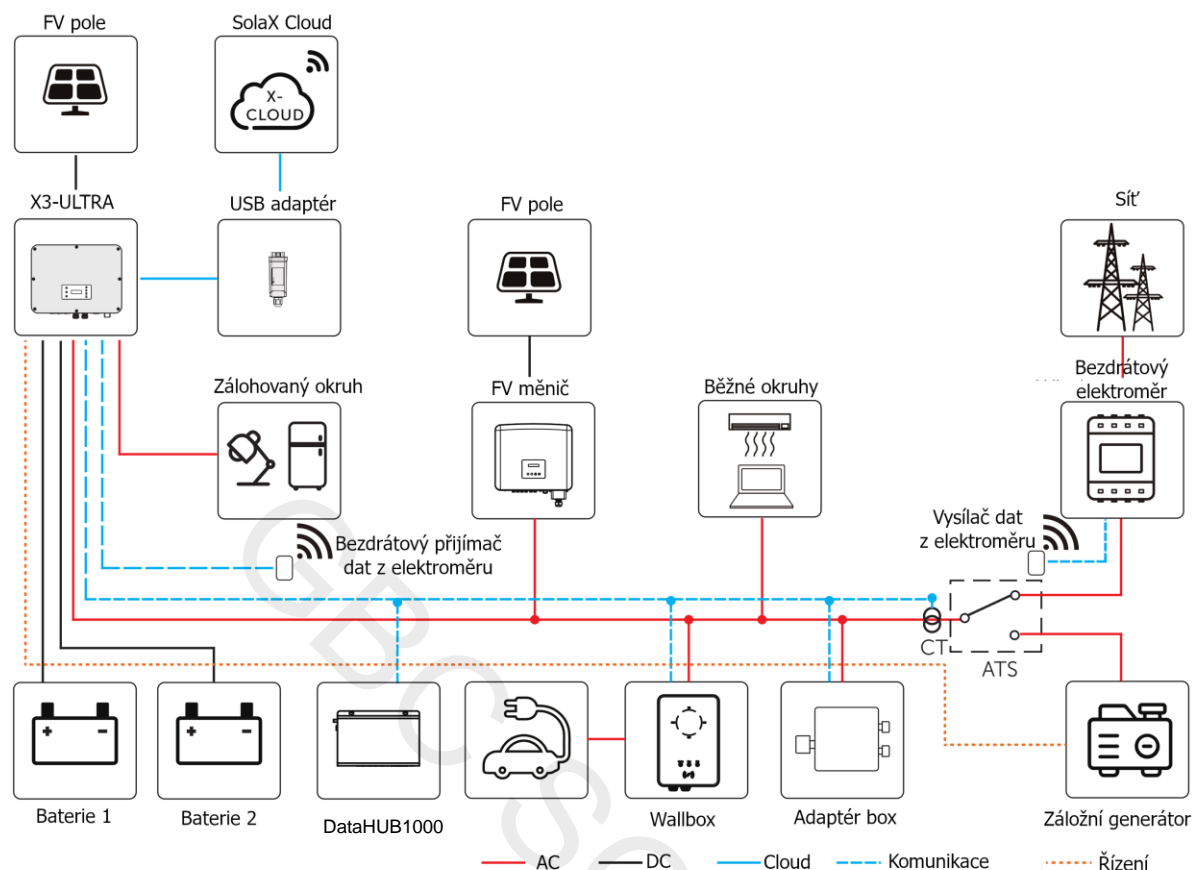 FV pole
SolaX Cloud
X-
CLOUD
X3-ULTRA
USB adaptér
FV pole
Síť
Zálohovaný okruh
FV měnič
Běžné okruhy
Bezdrátový
elektroměr
Bezdrátový přijímač
dat z elektroměru
Vysílač dat
z elektroměru
CT
ATS
Baterie 1
Baterie 2
DataHUB1000
Wallbox
Adaptér box
Záložní generátor
AC
DC
Cloud
Komunikace
Řízení
GBC SO